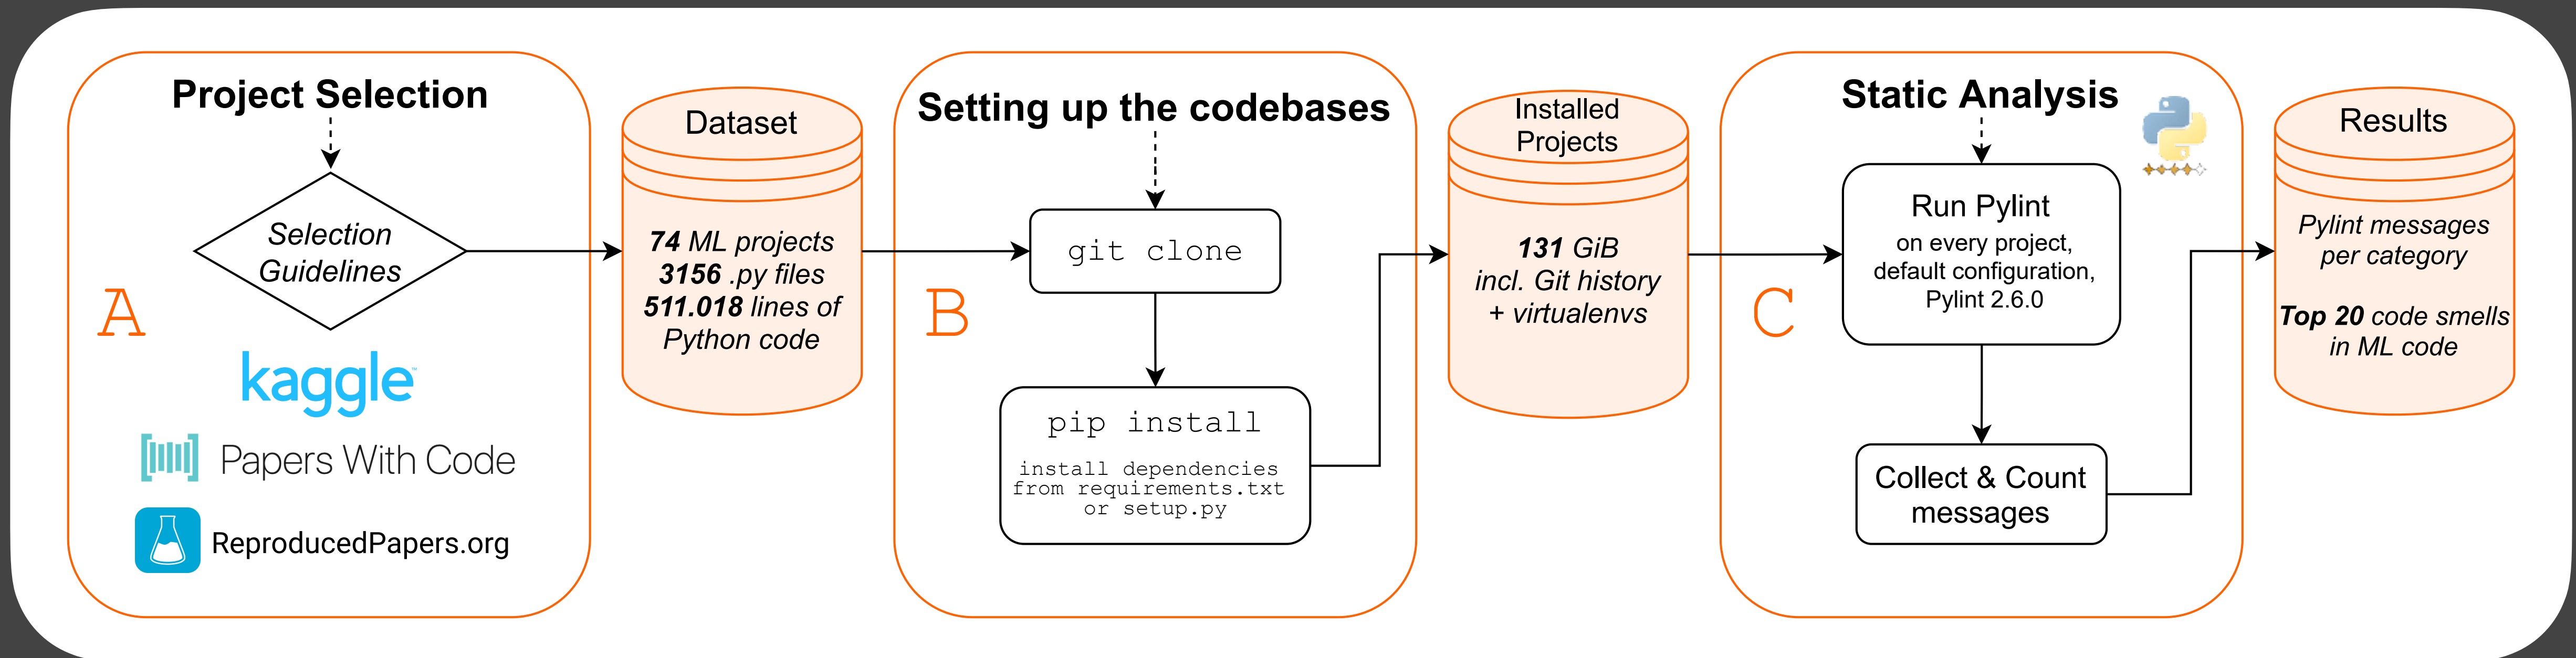 Project Selection
Selection
Guidelines
A
kaggle
Papers With Code
ReproducedPapers.org
Dataset
74 ML projects
3156 .py files
511.018 lines of
Python code
Setting up the codebases
git clone
B
pip install
install dependencies
from requirements.txt
or setup.py
Installed
Projects
131 GiB
incl. Git history
+ virtualenvs
Static Analysis
Run Pylint
on every project,
default configuration,
Pylint 2.6.0
C
Collect & Count
messages
Results
Pylint messages
per category
Top 20 code smells
in ML code